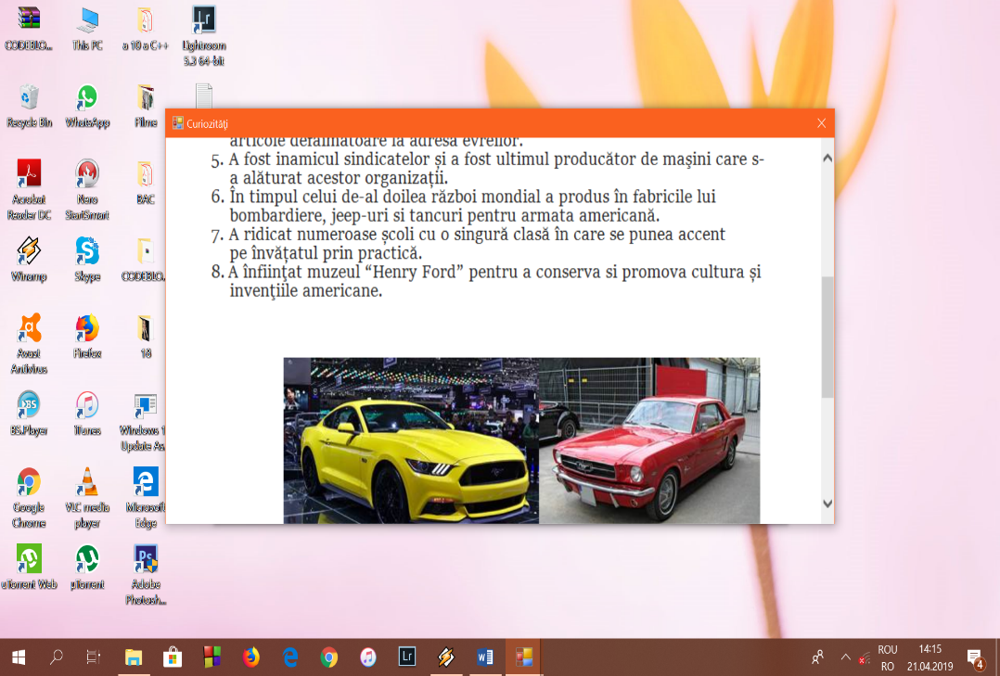 CODEBLO...
This PC
a 10 a C++
Lightroom
5.3 64-bit
Recycle Bin
WhatsApp
Filme
Acrobat
Reader DC
Nero
StartSmart
BAC
Winamp
Skype
CODEBLO.
Avast
Antivirus
Firefox
18
BS.Player
iTunes
Windows 1
Update As
Google
Chrome
VLC media
player
Microsoft
Edge
uTorrent Web
µTorrent
Adobe
Photosh...
Curiozităţi
articole defăimătoare la adresa evreilor.
5. A fost inamicul sindicatelor și a fost ultimul producător de maşini care s-
a alăturat acestor organizații.
6. În timpul celui de-al doilea război mondial a produs în fabricile lui
bombardiere, jeep-uri si tancuri pentru armata americană.
7. A ridicat numeroase școli cu o singură clasă în care se punea accent
pe învățatul prin practică.
8. A înfiinţat muzeul “Henry Ford” pentru a conserva si promova cultura și
invenţiile americane.
ROU
RO
14:15
21.04.2019
4